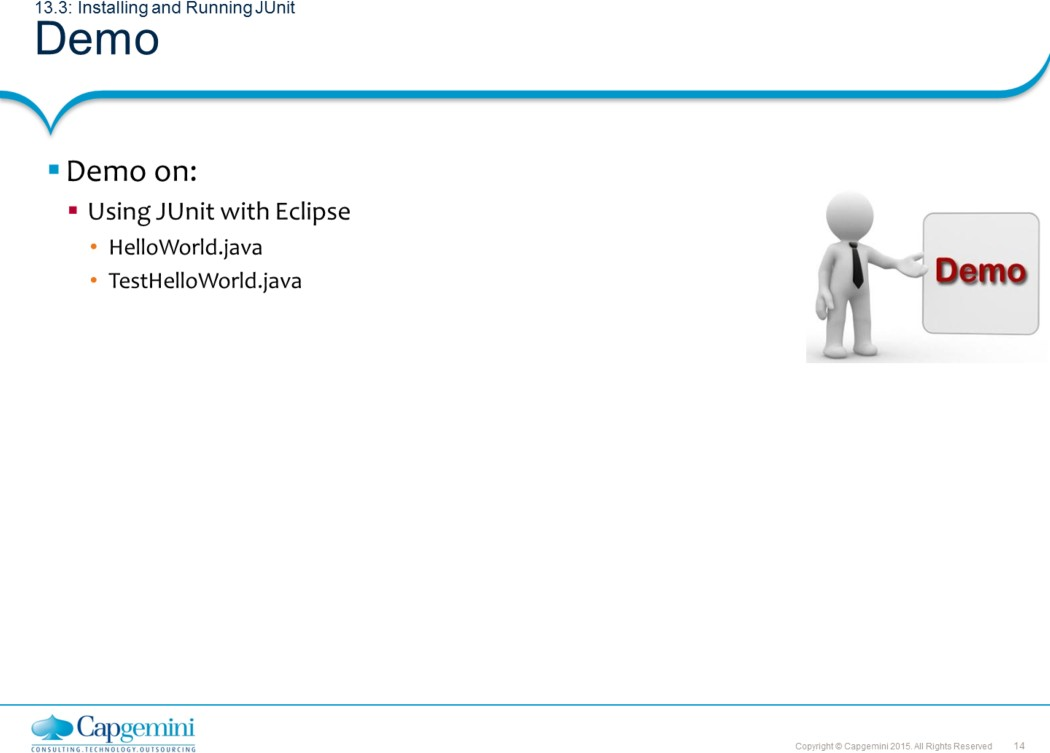 13.3: Installing and Running JUnit
Demo
Demo on:
Using JUnit with Eclipse
HelloWorld.java
TestHelloWorld.java
Demo
Capgemini
CONSULTING.TECHNOLOGY.OUTSOURCING
Copyright © Capgemini 2015. All Rights Reserved 14